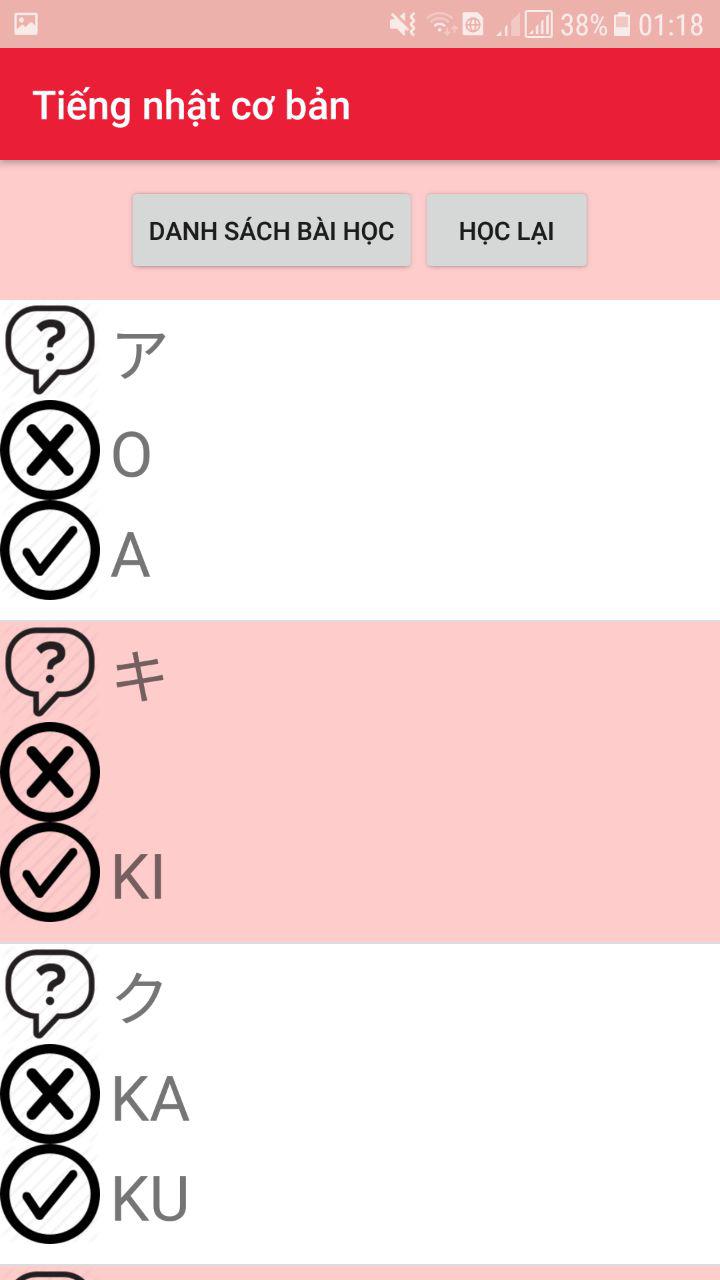 38% 01:18
Tiếng nhật cơ bản
DANH SÁCH BÀI HỌC HỌC LẠI
? ア
O
A
? キ
KI
? ク
KA
KU